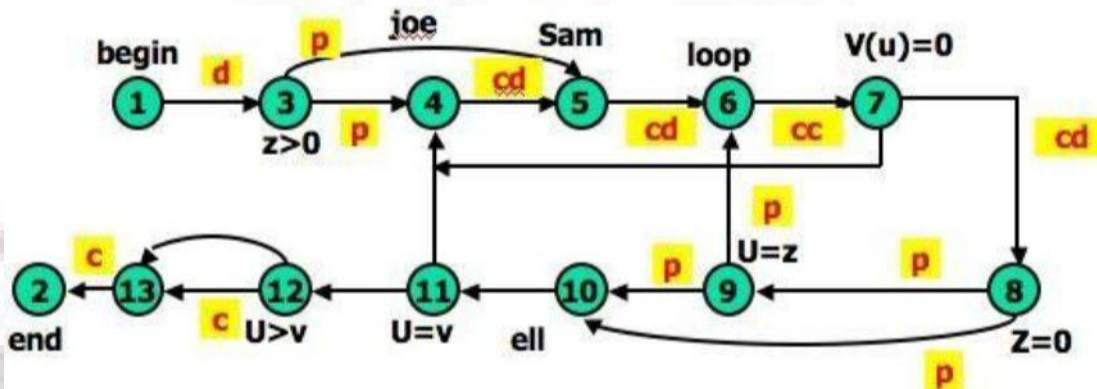 joe
p
Sam
V(u)=0
begin
loop
d
cd
1
3
4
5
6
7
z>0
p
cd
cc
cd
p
U=z
c
p
p
2
13
12
11
10
9
8
c
U>v
U=v
ell
end
Z=0
p